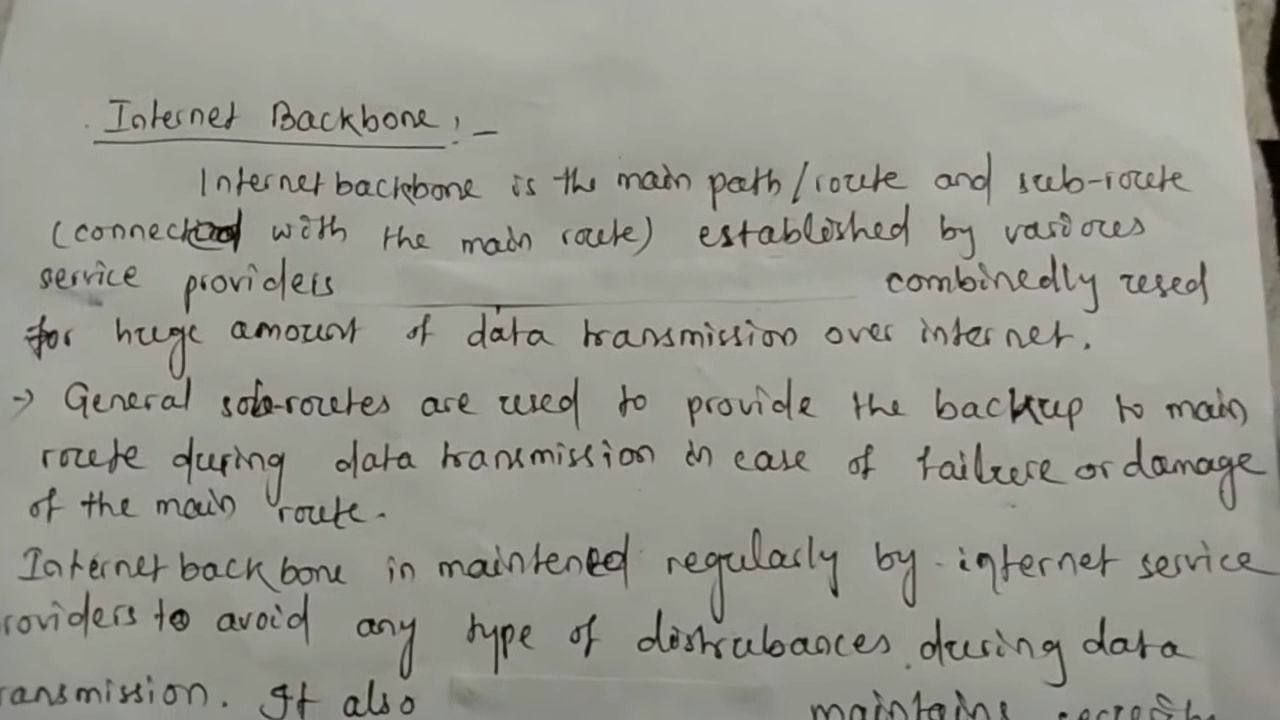 Internet Backbone :-
Internet backbone is the main path/route and sub-route
(connected with the main route) established by various
service providers combinedly used
for huge amount of data transmission over internet.
→ General sub-routes are used to provide the backup to main
route during data transmission in case of failure or damage
of the main route.
Internet backbone in maintened regularly by internet service
roviders to avoid any type of distrubances during data
ansmission. It also maintains